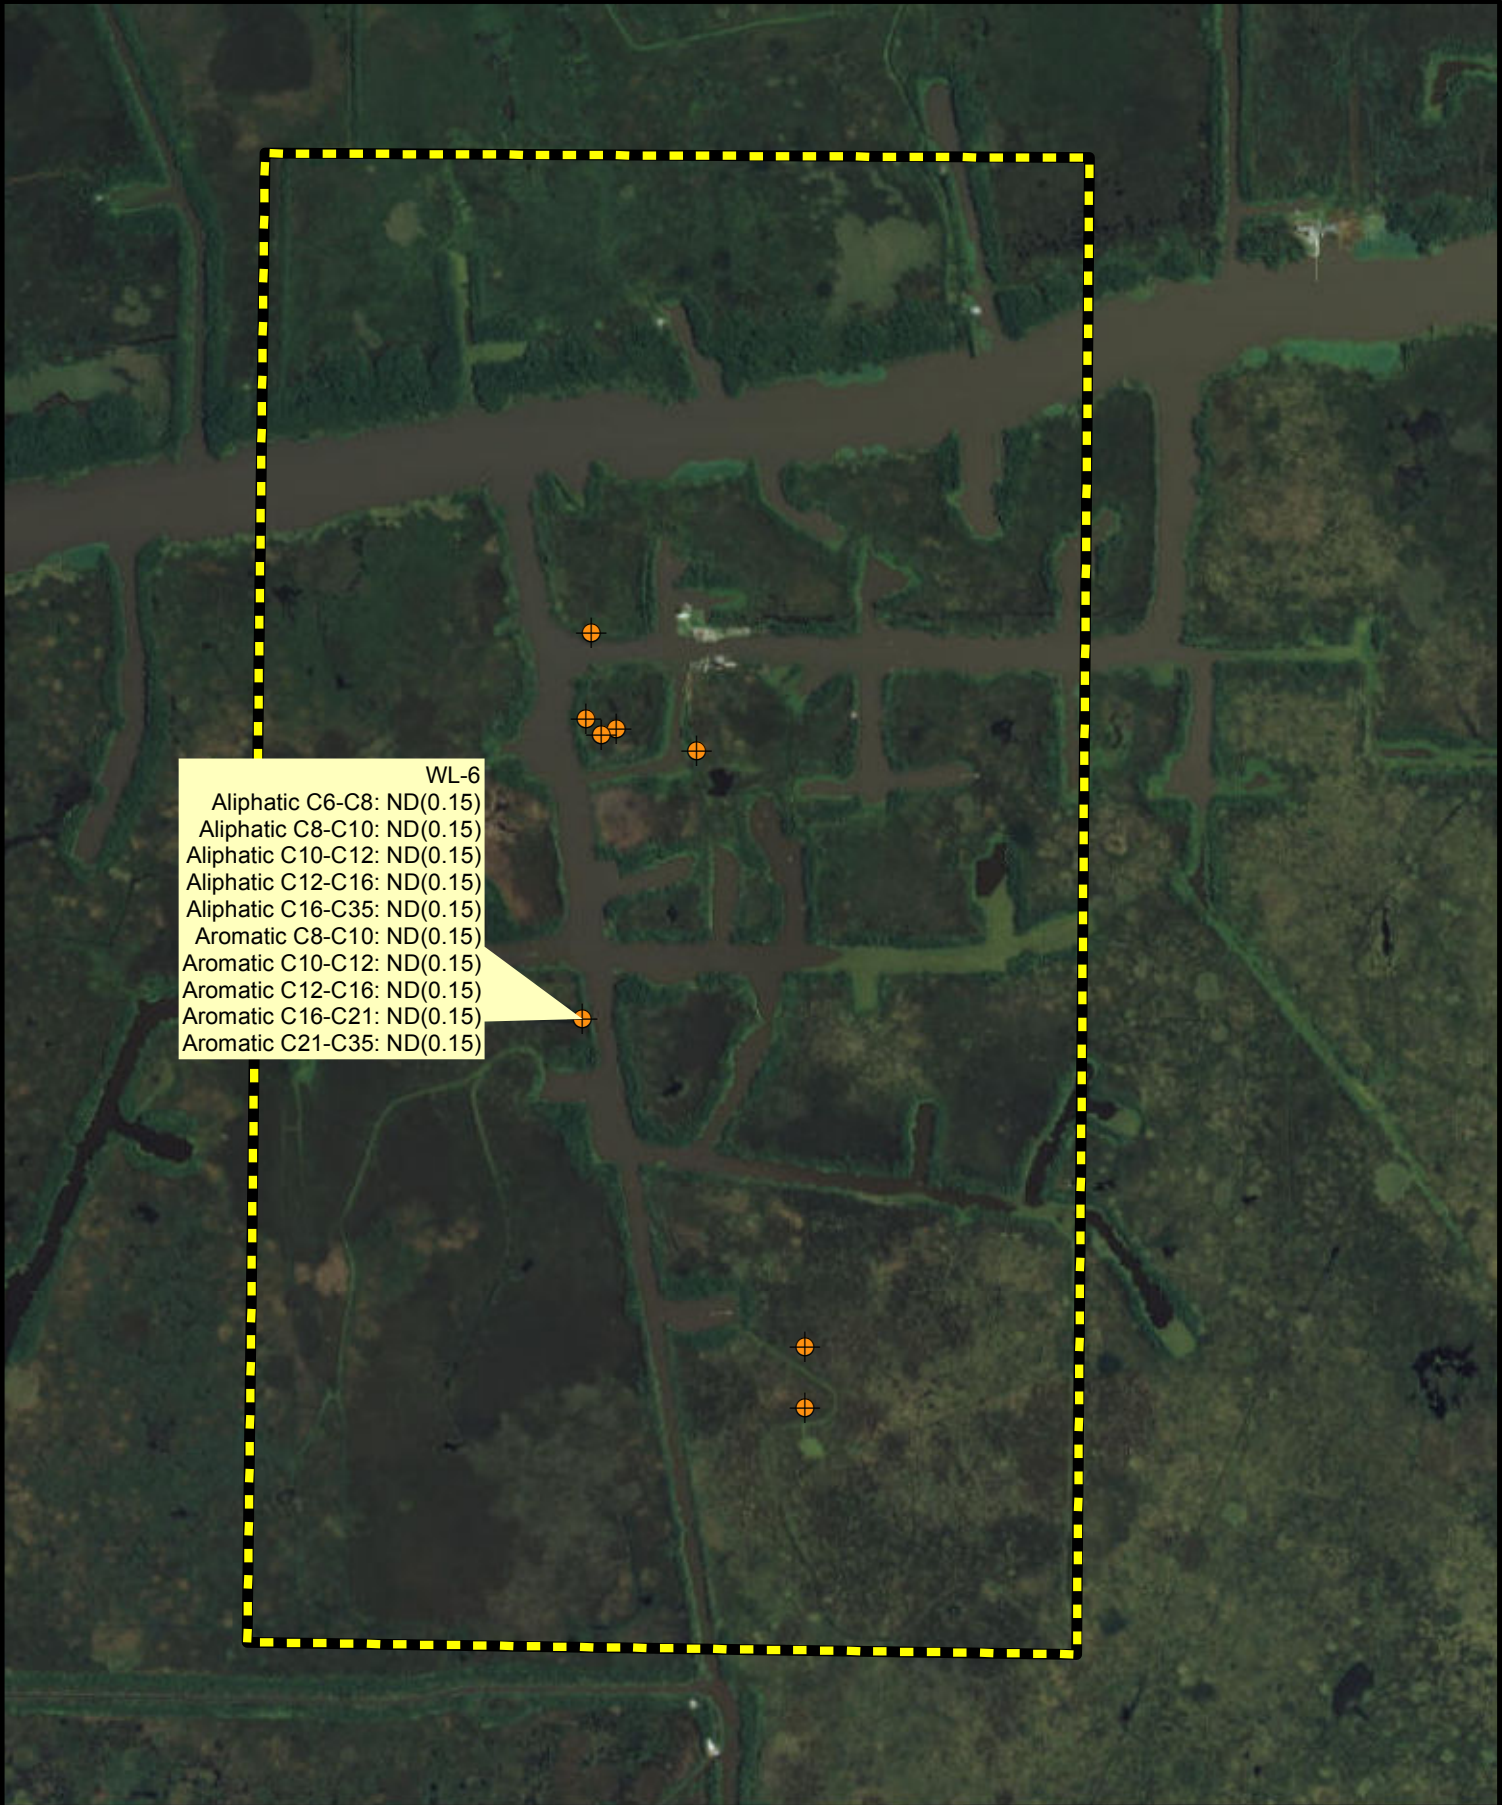 WL-6
Aliphatic C6-C8: ND(0.15)
Aliphatic C8-C10: ND(0.15)
Aliphatic C10-C12: ND(0.15)
Aliphatic C12-C16: ND(0.15)
Aliphatic C16-C35: ND(0.15)
Aromatic C8-C10: ND(0.15)
Aromatic C10-C12: ND(0.15)
Aromatic C12-C16: ND(0.15)
Aromatic C16-C21: ND(0.15)
Aromatic C21-C35: ND(0.15)